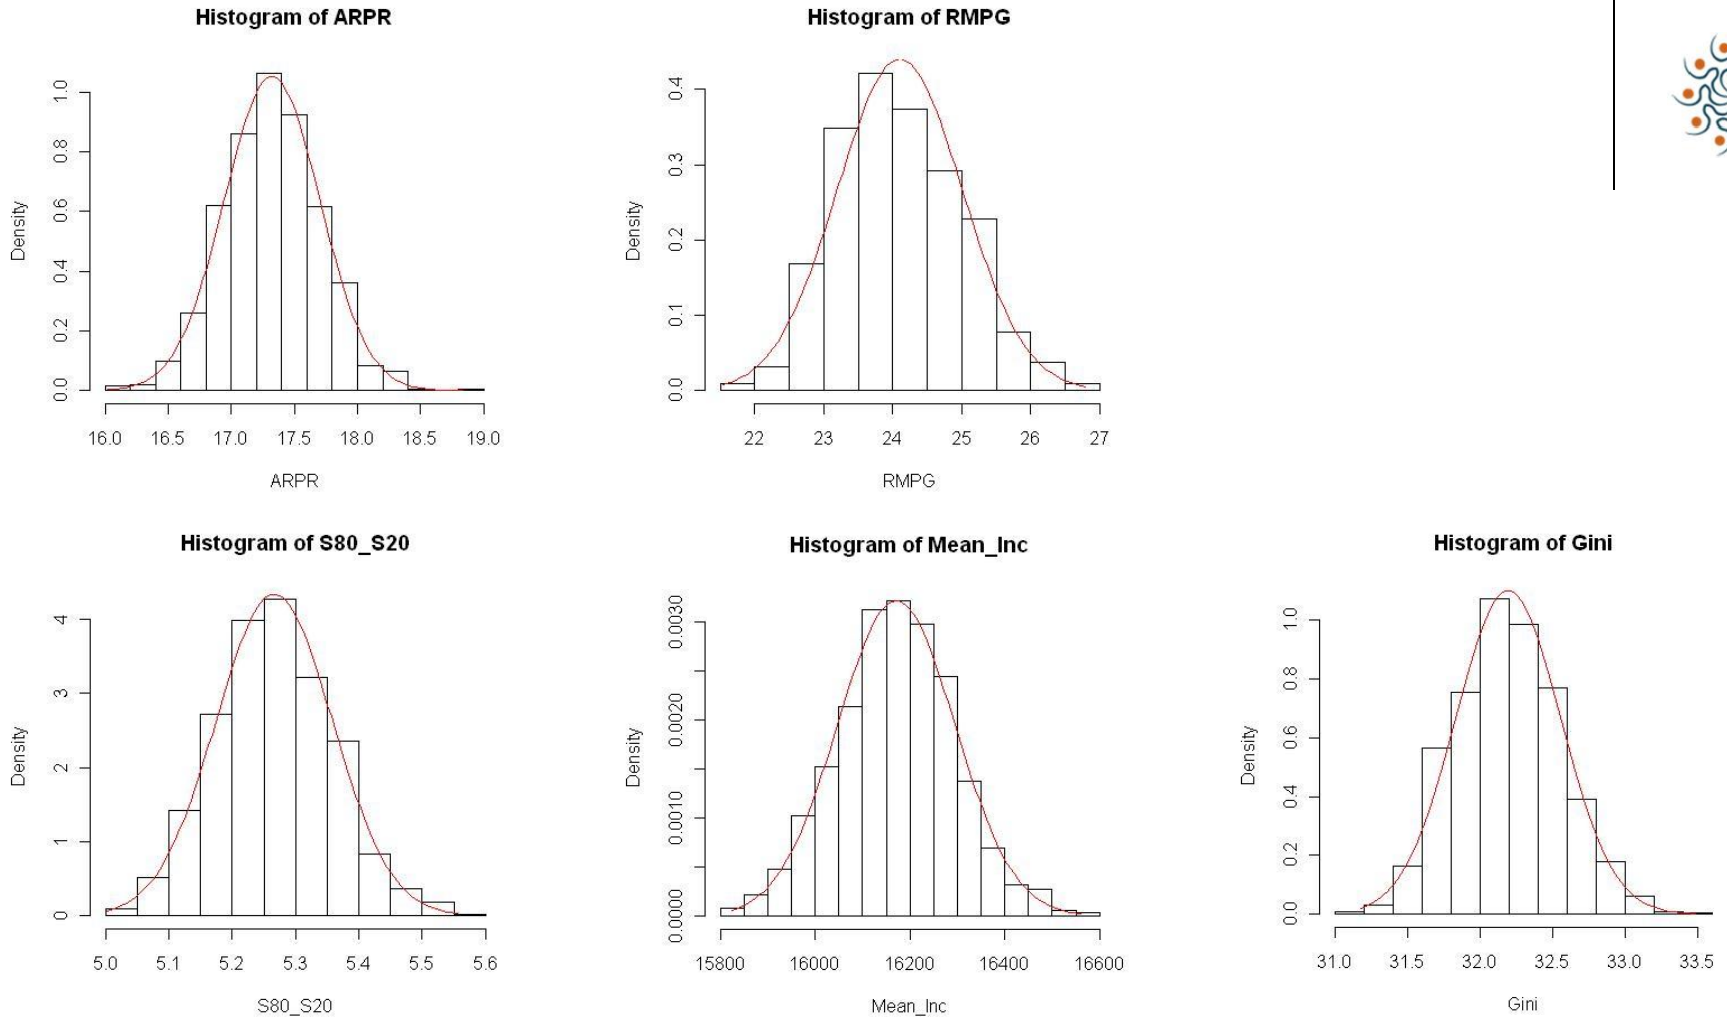 Histogram of ARPR
Density
0.0 0.2 0.4 0.6 0.8 1.0
16.0 16.5 17.0 17.5 18.0 18.5 19.0
ARPR
Histogram of RMPG
Density
0.0 0.1 0.2 0.3 0.4
22 23 24 25 26 27
RMPG
Histogram of S80_S20
Density
0 1 2 3 4
5.0 5.1 5.2 5.3 5.4 5.5 5.6
S80_S20
Histogram of Mean_Inc
Density
0.0000 0.0010 0.0020 0.0030
15800 16000 16200 16400 16600
Mean_Inc
Histogram of Gini
Density
0.0 0.2 0.4 0.6 0.8 1.0
31.0 31.5 32.0 32.5 33.0 33.5
Gini